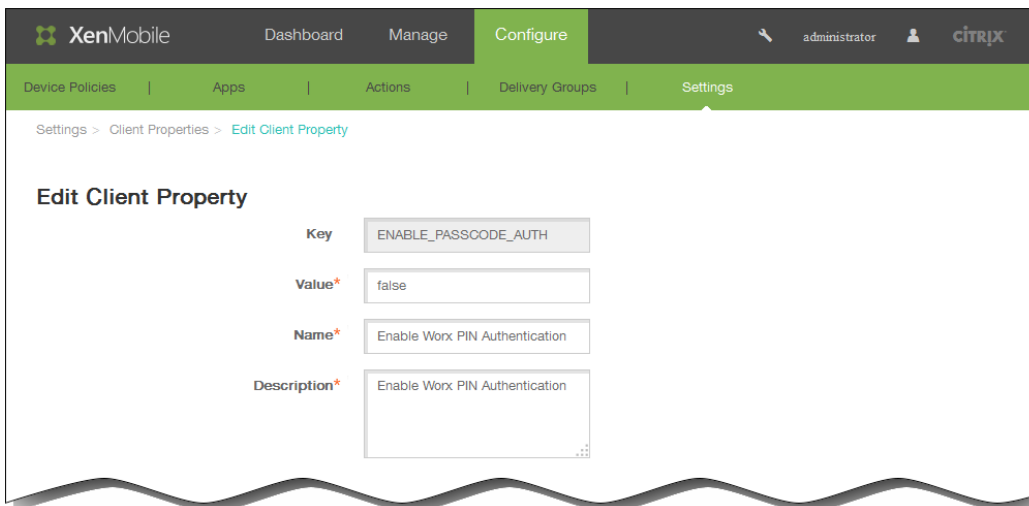 XenMobile Dashboard Manage Configure administrator CITRIX
Device Policies | Apps | Actions | Delivery Groups | Settings
Settings > Client Properties > Edit Client Property
Edit Client Property
Key ENABLE_PASSCODE_AUTH
Value* false
Name* Enable Worx PIN Authentication
Description* Enable Worx PIN Authentication